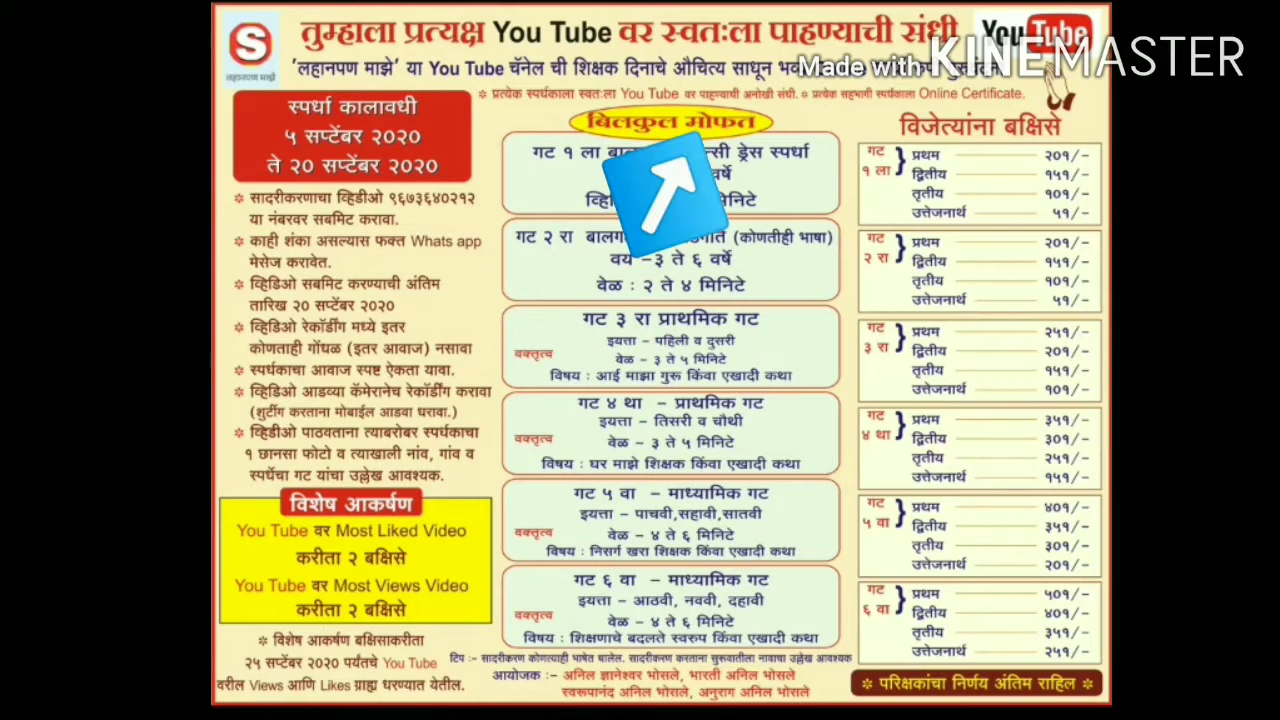 तुम्हाला प्रत्यक्ष You Tube वर स्वतःला पाहण्याची संधी
You Tube
Made with KINEMASTER
S
लहानपण माझे
'लहानपण माझे' या You Tube चॅनेल ची शिक्षक दिनाचे औचित्य साधून
✲ प्रत्येक स्पर्धकाला स्वतःला You Tube वर पाहण्याची अनोखी संधी. ✲ प्रत्येक सहभागी स्पर्धकाला Online Certificate.
स्पर्धा कालावधी
५ सप्टेंबर २०२०
ते २० सप्टेंबर २०२०
✲ सादरीकरणाचा व्हिडीओ ९६७३६४०२१२
या नंबरवर सबमिट करावा.
✲ काही शंका असल्यास फक्त Whats app
मेसेज करावेत.
✲ व्हिडिओ सबमिट करण्याची अंतिम
तारिख २० सप्टेंबर २०२०
✲ व्हिडिओ रेकॉर्डींग मध्ये इतर
कोणताही गोंधळ (इतर आवाज) नसावा
✲ स्पर्धकाचा आवाज स्पष्ट ऐकता यावा.
✲ व्हिडिओ आडव्या कॅमेरानेच रेकॉर्डींग करावा
(शुटींग करताना मोबाईल आडवा घरावा.)
✲ व्हिडीओ पाठवताना त्याबरोबर स्पर्धकाचा
१ छानसा फोटो व त्याखाली नांव, गांव व
स्पर्धेचा गट यांचा उल्लेख आवश्यक.
विशेष आकर्षण
You Tube वर Most Liked Video
करीता २ बक्षिसे
You Tube वर Most Views Video
करीता २ बक्षिसे
✲ विशेष आकर्षण बक्षिसाकरीता
२५ सप्टेंबर २०२० पर्यंतचे You Tube
वरील Views आणि Likes ग्राह्य धरण्यात येतील.
बिलकुल मोफत
गट १ ला ड्रेस स्पर्धा
वर्षे
मिनिटे
गट २ रा (कोणतीही भाषा)
वय –३ ते ६ वर्षे
वेळ : २ ते ४ मिनिटे
गट ३ रा प्राथमिक गट
इयत्ता – पहिली व दुसरी
वक्तृत्व वेळ – ३ ते ५ मिनिटे
विषय : आई माझा गुरू किंवा एखादी कथा
गट ४ था – प्राथमिक गट
इयत्ता – तिसरी व चौथी
वक्तृत्व वेळ – ३ ते ५ मिनिटे
विषय : घर माझे शिक्षक किंवा एखादी कथा
गट ५ वा – माध्यामिक गट
इयत्ता – पाचवी,सहावी,सातवी
वक्तृत्व वेळ – ४ ते ६ मिनिटे
विषय : निसर्ग खरा शिक्षक किंवा एखादी कथा
गट ६ वा – माध्यामिक गट
इयत्ता – आठवी, नववी, दहावी
वक्तृत्व वेळ – ४ ते ६ मिनिटे
विषय : शिक्षणाचे बदलते स्वरुप किंवा एखादी कथा
टिप :– सादरीकरण कोणत्याही भाषेत चालेल. सादरीकरण करताना सुरूवातीला नावाचा उल्लेख आवश्यक
आयोजक :– अनिल ज्ञानेश्वर भोसले, भारती अनिल भोसले
स्वरूपानंद अनिल भोसले, अनुराग अनिल भोसले
विजेत्यांना बक्षिसे
गट १ ला
प्रथम २०१/-
द्वितीय १५१/-
तृतीय १०१/-
उत्तेजनार्थ ५१/-
गट २ रा
प्रथम २०१/-
द्वितीय १५१/-
तृतीय १०१/-
उत्तेजनार्थ ५१/-
गट ३ रा
प्रथम २५१/-
द्वितीय २०१/-
तृतीय १५१/-
उत्तेजनार्थ १०१/-
गट ४ था
प्रथम ३५१/-
द्वितीय ३०१/-
तृतीय २५१/-
उत्तेजनार्थ १५१/-
गट ५ वा
प्रथम ४०१/-
द्वितीय ३५१/-
तृतीय ३०१/-
उत्तेजनार्थ २०१/-
गट ६ वा
प्रथम ५०१/-
द्वितीय ४०१/-
तृतीय ३५१/-
उत्तेजनार्थ २५१/-
✲ परिक्षकांचा निर्णय अंतिम राहिल ✲